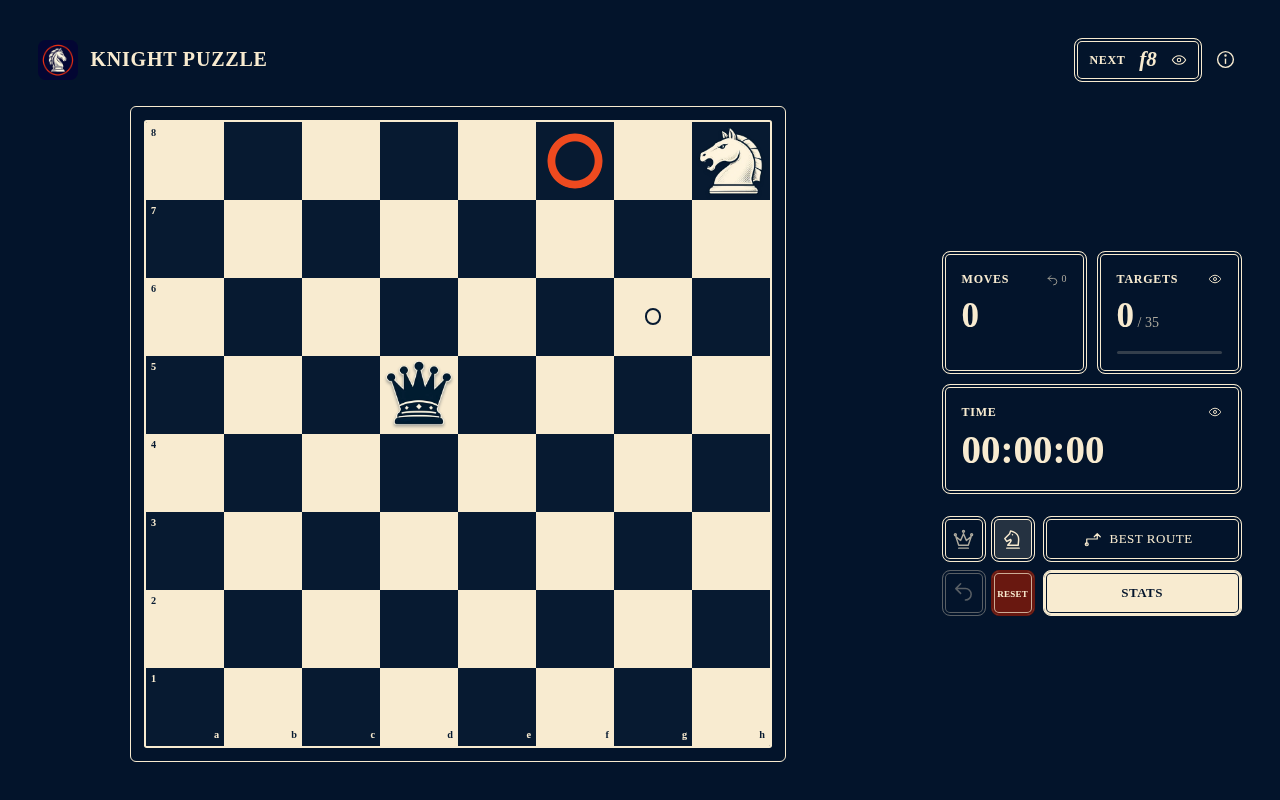 KNIGHT PUZZLE
NEXT f8
8
7
6
5
4
3
2
1
a b c d e f g h
MOVES 0
0
TARGETS
0 / 35
TIME
00:00:00
BEST ROUTE
RESET
STATS